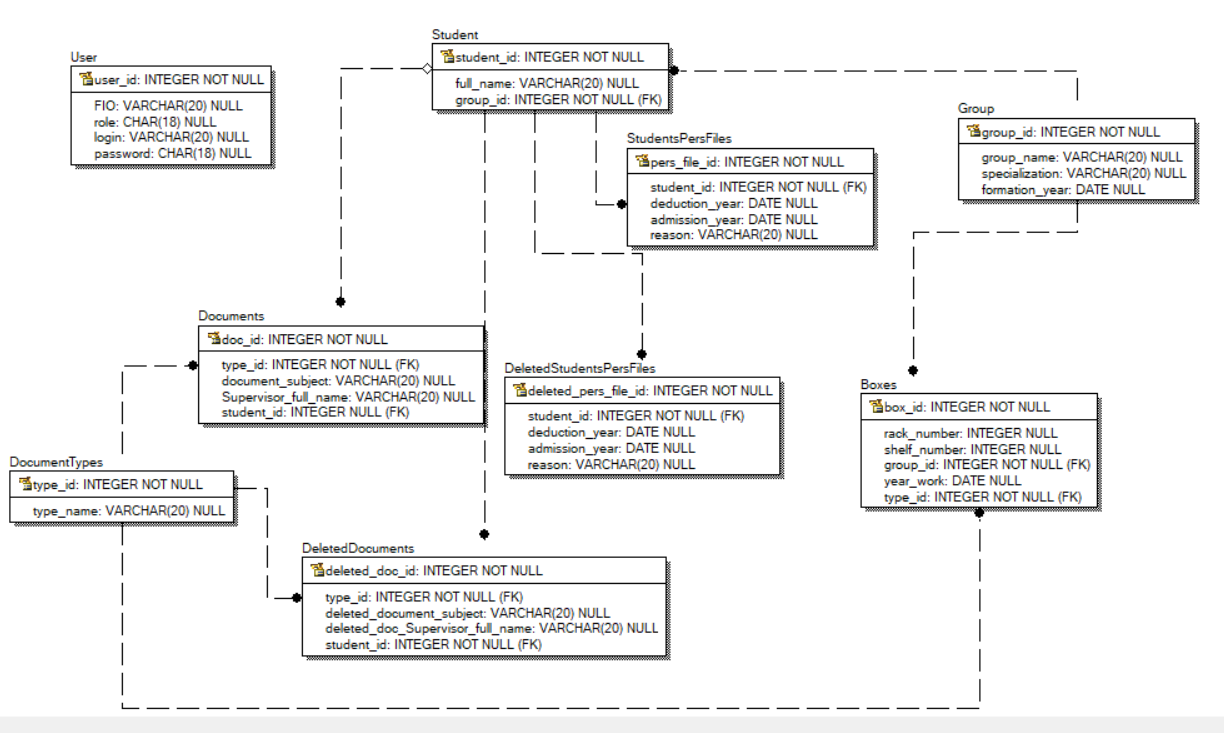 Student
student_id: INTEGER NOT NULL
full_name: VARCHAR(20) NULL
group_id: INTEGER NOT NULL (FK)
User
user_id: INTEGER NOT NULL
FIO: VARCHAR(20) NULL
role: CHAR(18) NULL
login: VARCHAR(20) NULL
password: CHAR(18) NULL
Group
group_id: INTEGER NOT NULL
group_name: VARCHAR(20) NULL
specialization: VARCHAR(20) NULL
formation_year: DATE NULL
StudentsPersFiles
pers_file_id: INTEGER NOT NULL
student_id: INTEGER NOT NULL (FK)
deduction_year: DATE NULL
admission_year: DATE NULL
reason: VARCHAR(20) NULL
Documents
doc_id: INTEGER NOT NULL
type_id: INTEGER NOT NULL (FK)
document_subject: VARCHAR(20) NULL
Supervisor_full_name: VARCHAR(20) NULL
student_id: INTEGER NULL (FK)
DeletedStudentsPersFiles
deleted_pers_file_id: INTEGER NOT NULL
student_id: INTEGER NOT NULL (FK)
deduction_year: DATE NULL
admission_year: DATE NULL
reason: VARCHAR(20) NULL
Boxes
box_id: INTEGER NOT NULL
rack_number: INTEGER NULL
shelf_number: INTEGER NULL
group_id: INTEGER NOT NULL (FK)
year_work: DATE NULL
type_id: INTEGER NOT NULL (FK)
DocumentTypes
type_id: INTEGER NOT NULL
type_name: VARCHAR(20) NULL
DeletedDocuments
deleted_doc_id: INTEGER NOT NULL
type_id: INTEGER NOT NULL (FK)
deleted_document_subject: VARCHAR(20) NULL
deleted_doc_Supervisor_full_name: VARCHAR(20) NULL
student_id: INTEGER NOT NULL (FK)